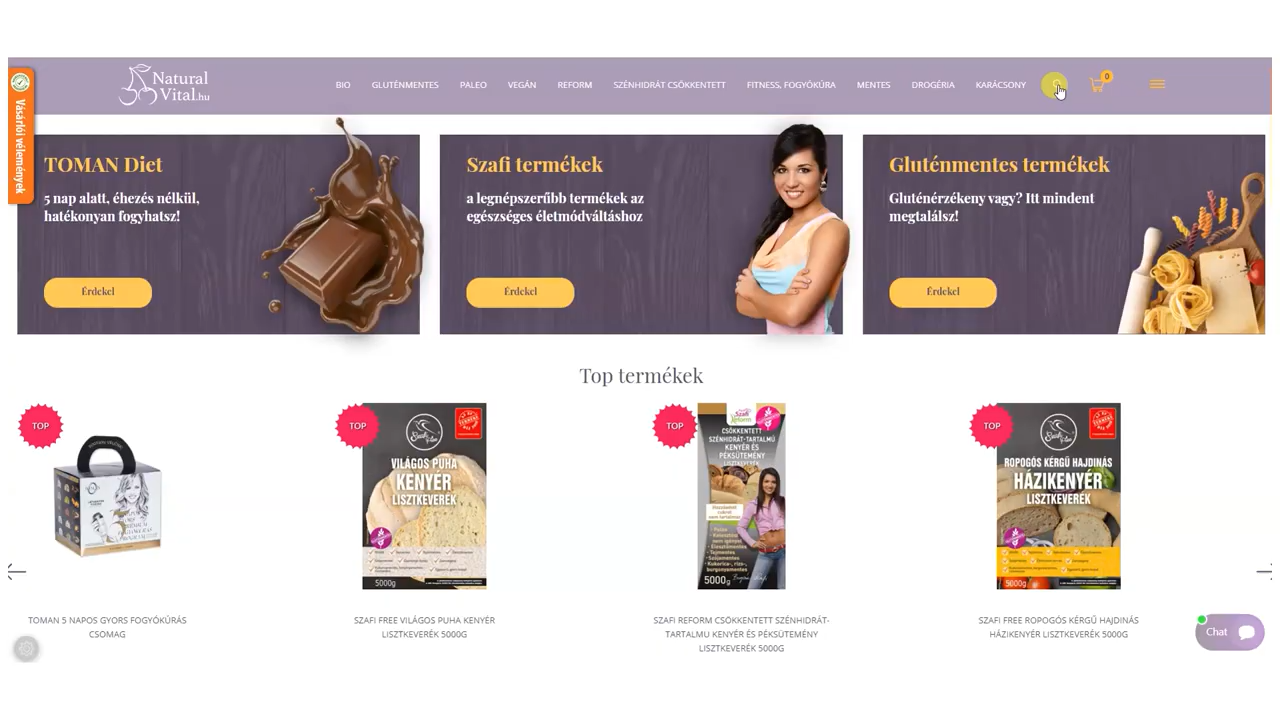 Natural
Vital.hu
BIO
GLUTÉNMENTES
PALEO
VEGÁN
REFORM
SZÉNHIDRÁT CSÖKKENTETT
FITNESS, FOGYÓKÚRA
MENTES
DROGÉRIA
KARÁCSONY
0
Vásárlói vélemények
TOMAN Diet
5 nap alatt, éhezés nélkül,
hatékonyan fogyhatsz!
Érdekel
Szafi termékek
a legnépszerűbb termékek az
egészséges életmódváltáshoz
Érdekel
Gluténmentes termékek
Gluténérzékeny vagy? Itt mindent
megtalálsz!
Érdekel
Top termékek
TOP
TOP
VILÁGOS PUHA
KENYÉR
LISZTKEVERÉK
5000g
TOP
Szafi
Reform
CSÖKKENTETT
SZÉNHIDRÁT-TARTALMÚ
KENYÉR ÉS
PÉKSÜTEMÉNY
LISZTKEVERÉK
5000g
TOP
ROPOGÓS KÉRGŰ HAJDINÁS
HÁZIKENYÉR
LISZTKEVERÉK
5000g
TOMAN 5 NAPOS GYORS FOGYÓKÚRÁS
CSOMAG
SZAFI FREE VILÁGOS PUHA KENYÉR
LISZTKEVERÉK 5000G
SZAFI REFORM CSÖKKENTETT SZÉNHIDRÁT-
TARTALMÚ KENYÉR ÉS PÉKSÜTEMÉNY
LISZTKEVERÉK 5000G
SZAFI FREE ROPOGÓS KÉRGŰ HAJDINÁS
HÁZIKENYÉR LISZTKEVERÉK 5000G
Chat